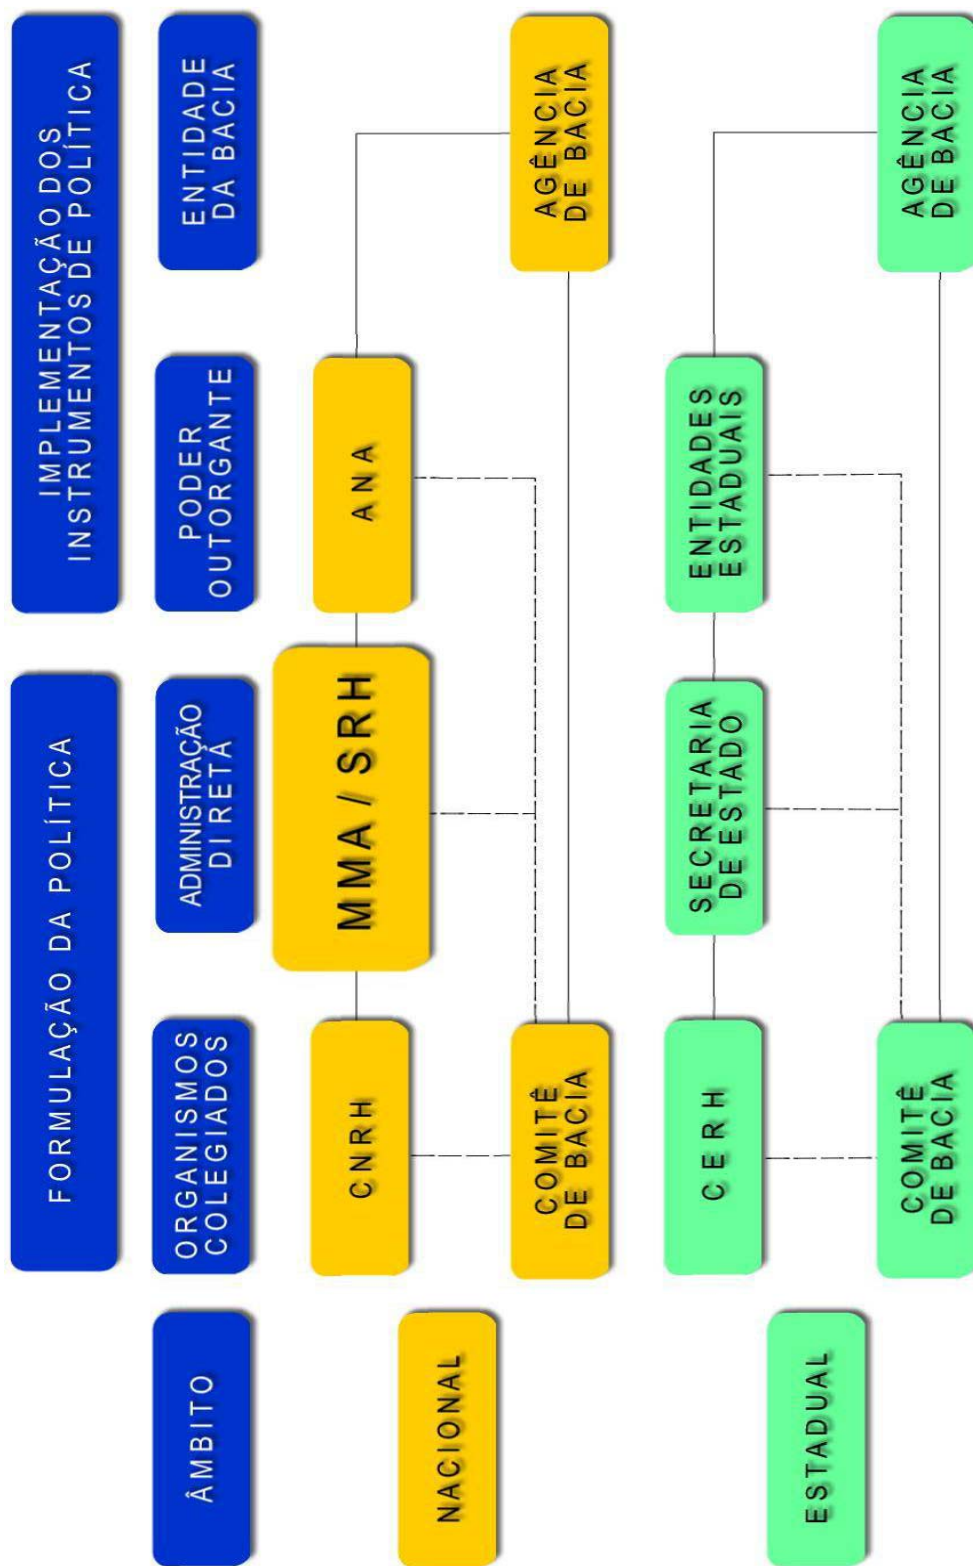 FORMULAÇÃO DA POLÍTICA
IMPLEMENTAÇÃO DOS
INSTRUMENTOS DE POLÍTICA
ÂMBITO
ORGANISMOS
COLEGIADOS
ADMINISTRAÇÃO
DIRETA
PODER
OUTORGANTE
ENTIDADE
DA BACIA
NACIONAL
CNRH
MMA / SRH
ANA
COMITÊ
DE BACIA
AGÊNCIA
DE BACIA
ESTADUAL
CERH
SECRETARIA
DE ESTADO
ENTIDADES
ESTADUAIS
COMITÊ
DE BACIA
AGÊNCIA
DE BACIA